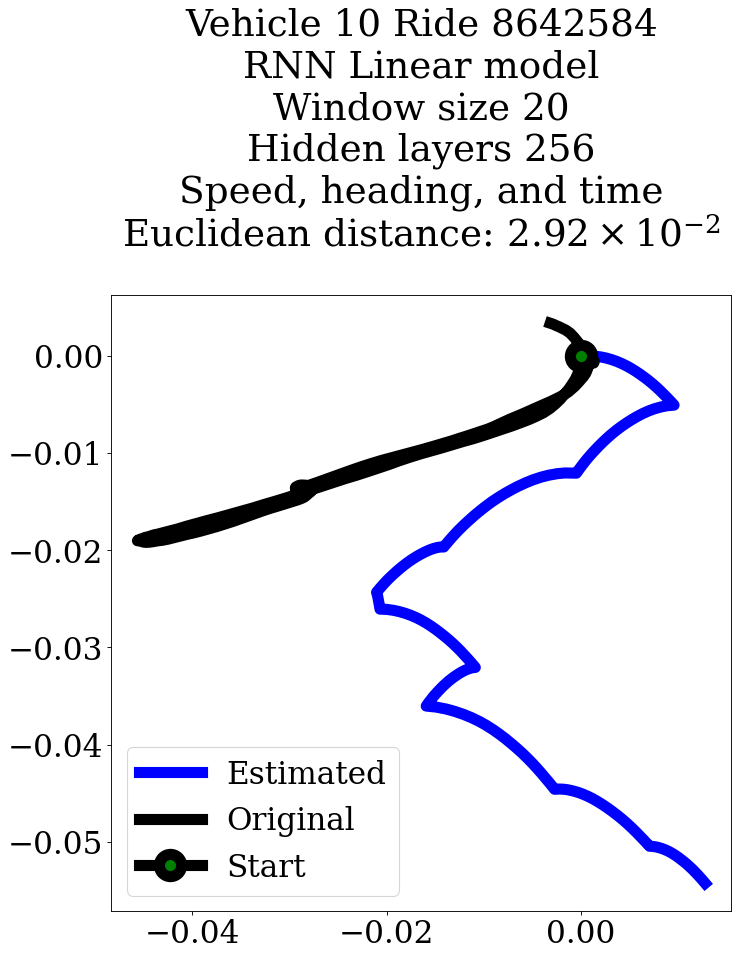 Vehicle 10 Ride 8642584
RNN Linear model
Window size 20
Hidden layers 256
Speed, heading, and time
Euclidean distance: 2.92 × 10⁻²
0.00
−0.01
−0.02
−0.03
−0.04
−0.05
Estimated
Original
Start
−0.04
−0.02
0.00